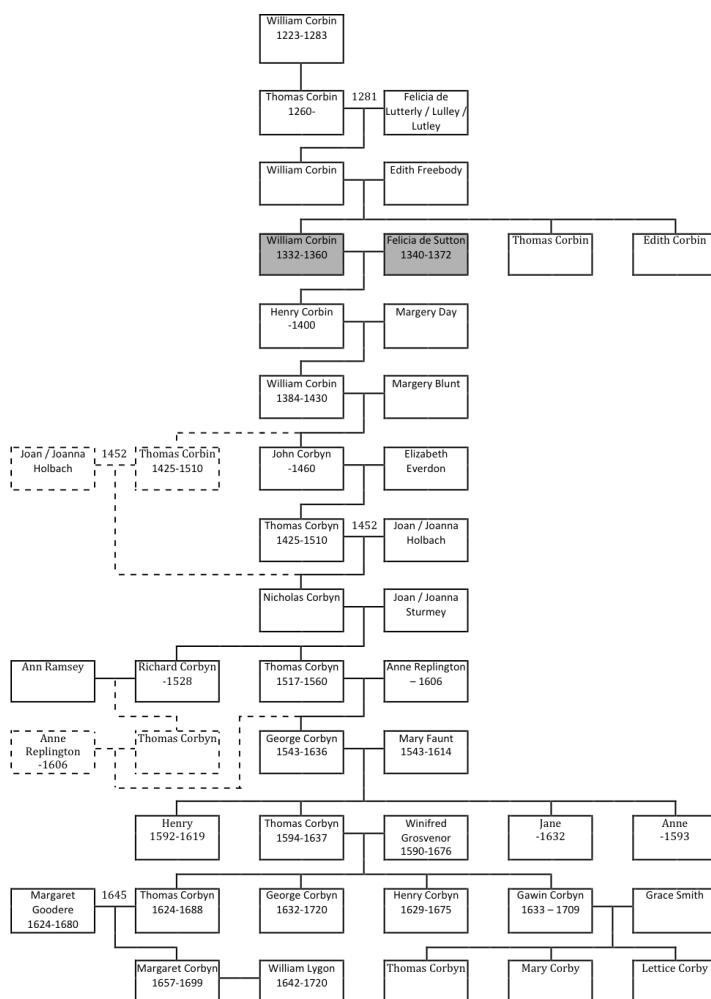 William Corbin
1223-1283
Thomas Corbin
1260-
1281
Felicia de
Lutterly / Lulley /
Lutley
William Corbin
Edith Freebody
William Corbin
1332-1360
Felicia de Sutton
1340-1372
Thomas Corbin
Edith Corbin
Henry Corbin
-1400
Margery Day
William Corbin
1384-1430
Margery Blunt
Joan / Joanna
Holbach
1452
Thomas Corbin
1425-1510
John Corbyn
-1460
Elizabeth
Everdon
Thomas Corbyn
1425-1510
1452
Joan / Joanna
Holbach
Nicholas Corbyn
Joan / Joanna
Sturmey
Ann Ramsey
Richard Corbyn
-1528
Thomas Corbyn
1517-1560
Anne Replington
– 1606
Anne
Replington
-1606
Thomas Corbyn
George Corbyn
1543-1636
Mary Faunt
1543-1614
Henry
1592-1619
Thomas Corbyn
1594-1637
Winifred
Grosvenor
1590-1676
Jane
-1632
Anne
-1593
Margaret
Goodere
1624-1680
1645
Thomas Corbyn
1624-1688
George Corbyn
1632-1720
Henry Corbyn
1629-1675
Gawin Corbyn
1633 – 1709
Grace Smith
Margaret Corbyn
1657-1699
William Lygon
1642-1720
Thomas Corbyn
Mary Corby
Lettice Corby